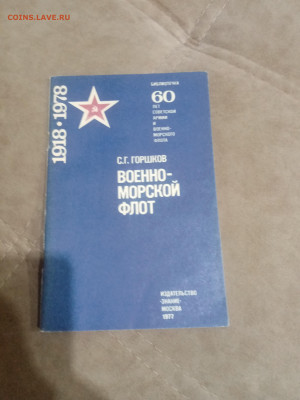 COINS.LAVE.RU
1918 • 1978
БИБЛИОТЕЧКА
60
ЛЕТ
СОВЕТСКОЙ
АРМИИ
И
ВОЕННО-
МОРСКОГО
ФЛОТА
С.Г. ГОРШКОВ
ВОЕННО-
МОРСКОЙ
ФЛОТ
ИЗДАТЕЛЬСТВО
«ЗНАНИЕ»
МОСКВА
1977